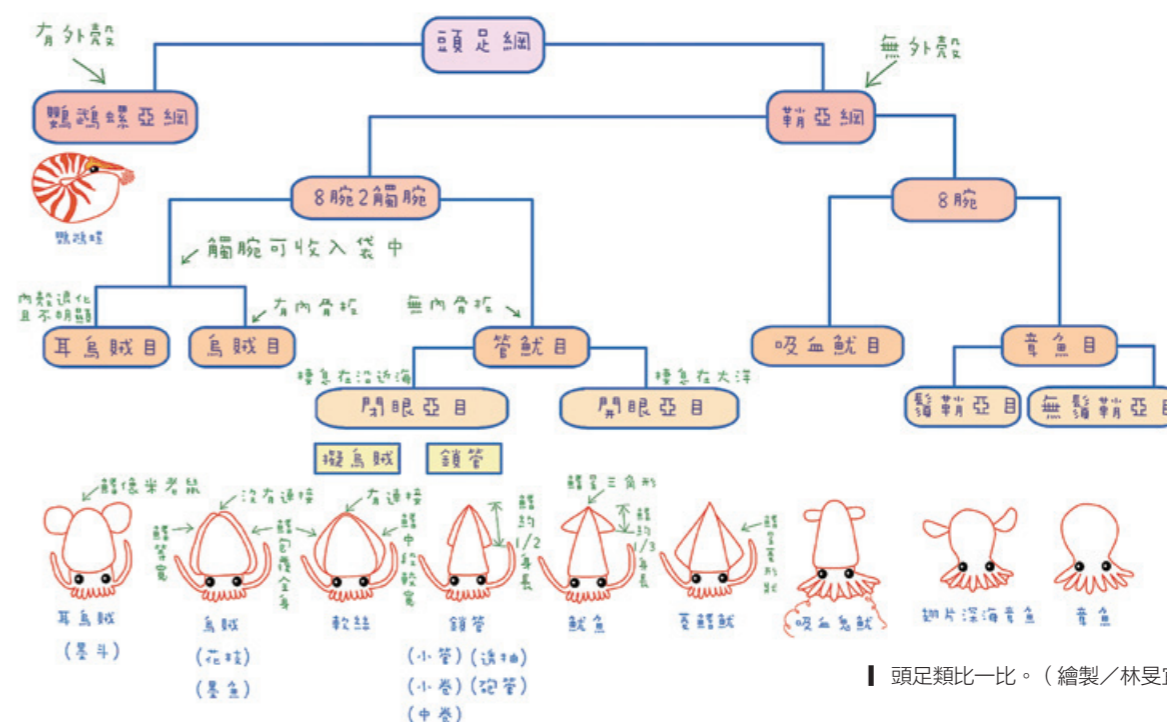 頭足綱
有外殼
無外殼
鸚鵡螺亞綱
鞘亞綱
鸚鵡螺
8腕2觸腕
8腕
觸腕可收入袋中
內殼退化
且不明顯
有內骨板
無內骨板
耳烏賊目
烏賊目
管魷目
吸血魷目
章魚目
棲息在沿近海
棲息在大洋
閉眼亞目
開眼亞目
鬚鞘亞目
無鬚鞘亞目
擬烏賊
鎖管
鰭像米老鼠
沒有連接
有連接
鰭呈三角形
鰭等寬
鰭包覆全身
鰭中段較寬
鰭約1/2身長
鰭約1/3身長
鰭呈菱形狀
耳烏賊
(墨斗)
烏賊
(花枝)
(墨魚)
軟絲
鎖管
(小管)(透抽)
(小卷)(砲管)
(中卷)
魷魚
菱鰭魷
吸血鬼魷
翅片深海章魚
章魚
頭足類比一比。(繪製/林旻宜